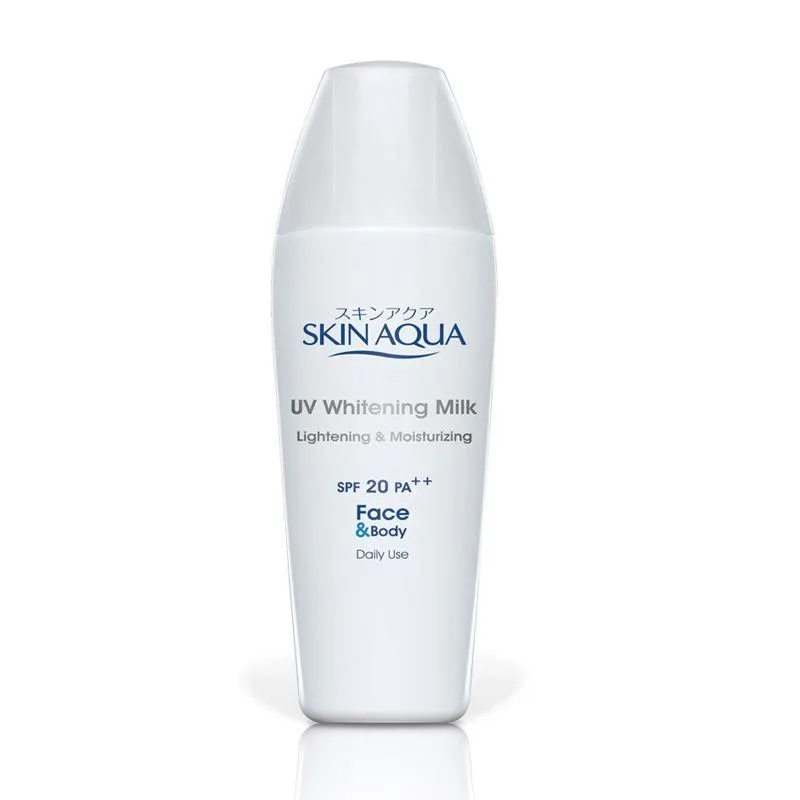 スキンアクア
SKIN AQUA
UV Whitening Milk
Lightening & Moisturizing
SPF 20 PA++
Face
&Body
Daily Use